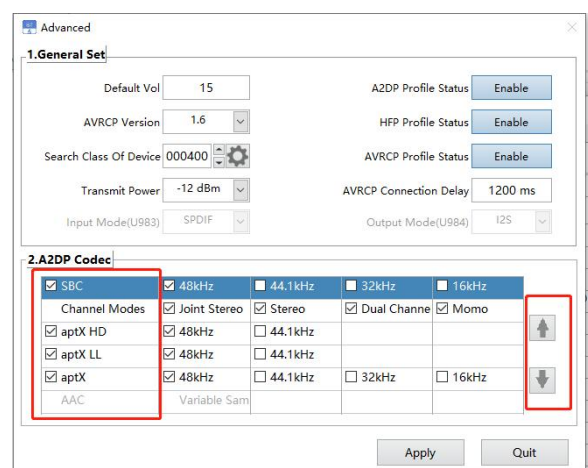 Advanced
1.General Set
Default Vol 15 A2DP Profile Status Enable
AVRCP Version 1.6 HFP Profile Status Enable
Search Class Of Device 000400 AVRCP Profile Status Enable
Transmit Power -12 dBm AVRCP Connection Delay 1200 ms
Input Mode(U983) SPDIF Output Mode(U984) I2S
2.A2DP Codec
SBC 48kHz 44.1kHz 32kHz 16kHz
Channel Modes Joint Stereo Stereo Dual Channe Momo
aptX HD 48kHz 44.1kHz
aptX LL 48kHz 44.1kHz
aptX 48kHz 44.1kHz 32kHz 16kHz
AAC Variable Sam
Apply Quit